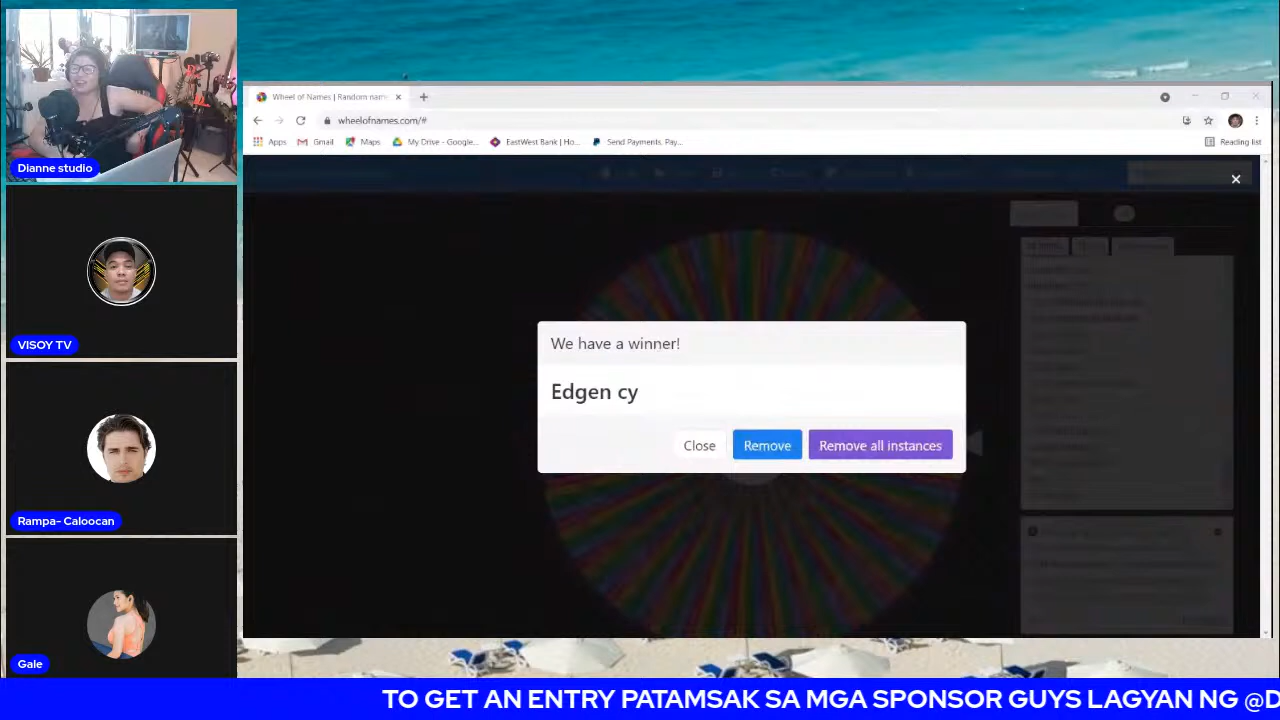 Dianne studio
VISOY TV
Rampa- Caloocan
Gale
Wheel of Names | Random nam
wheelofnames.com/#
Apps
Gmail
Maps
My Drive - Google...
EastWest Bank | Ho...
Send Payments, Pay...
Reading list
We have a winner!
Edgen cy
Close
Remove
Remove all instances
TO GET AN ENTRY PATAMSAK SA MGA SPONSOR GUYS LAGYAN NG @D